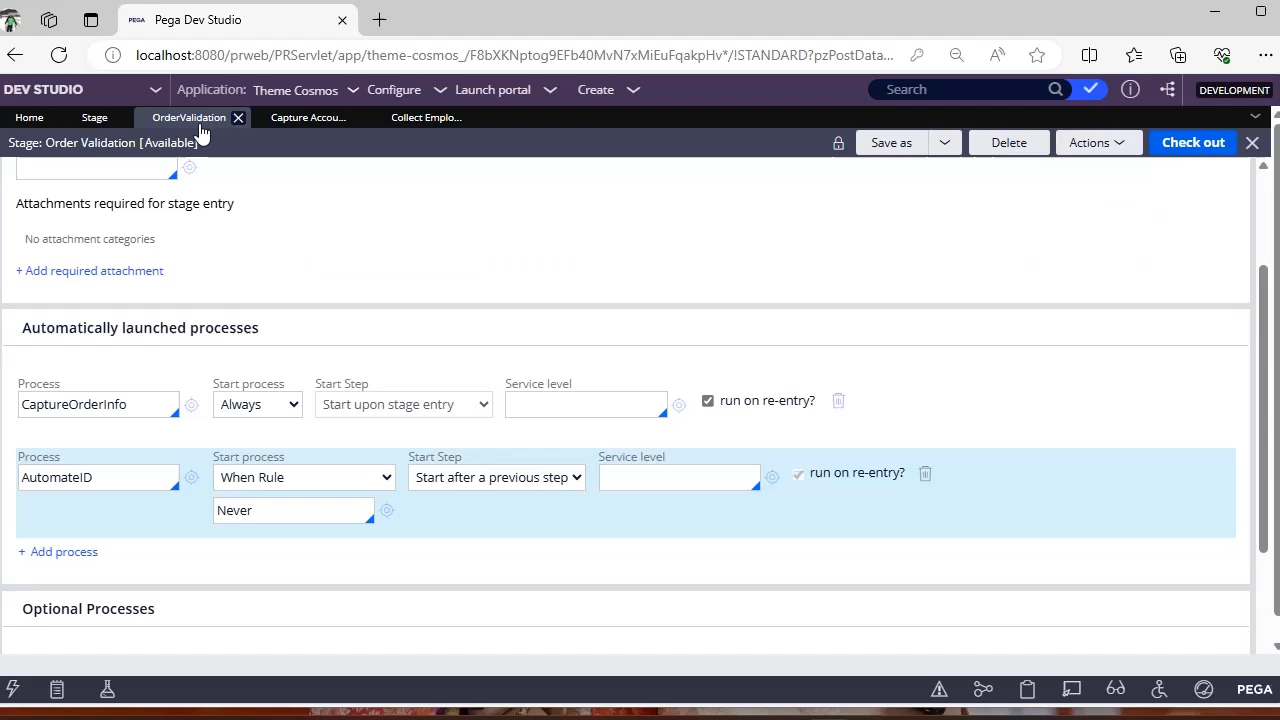 PEGA Pega Dev Studio
localhost:8080/prweb/PRServlet/app/theme-cosmos_/F8bXKNptog9EFb40MvN7xMiEuFqakpHv*/!STANDARD?pzPostData...
DEV STUDIO Application: Theme Cosmos Configure Launch portal Create Search DEVELOPMENT
Home Stage OrderValidation Capture Accou... Collect Emplo...
Stage: Order Validation [Available] Save as Delete Actions Check out
Attachments required for stage entry
No attachment categories
+ Add required attachment
Automatically launched processes
Process Start process Start Step Service level
CaptureOrderInfo Always Start upon stage entry run on re-entry?
Process Start process Start Step Service level
AutomateID When Rule Start after a previous step run on re-entry?
Never
+ Add process
Optional Processes
PEGA